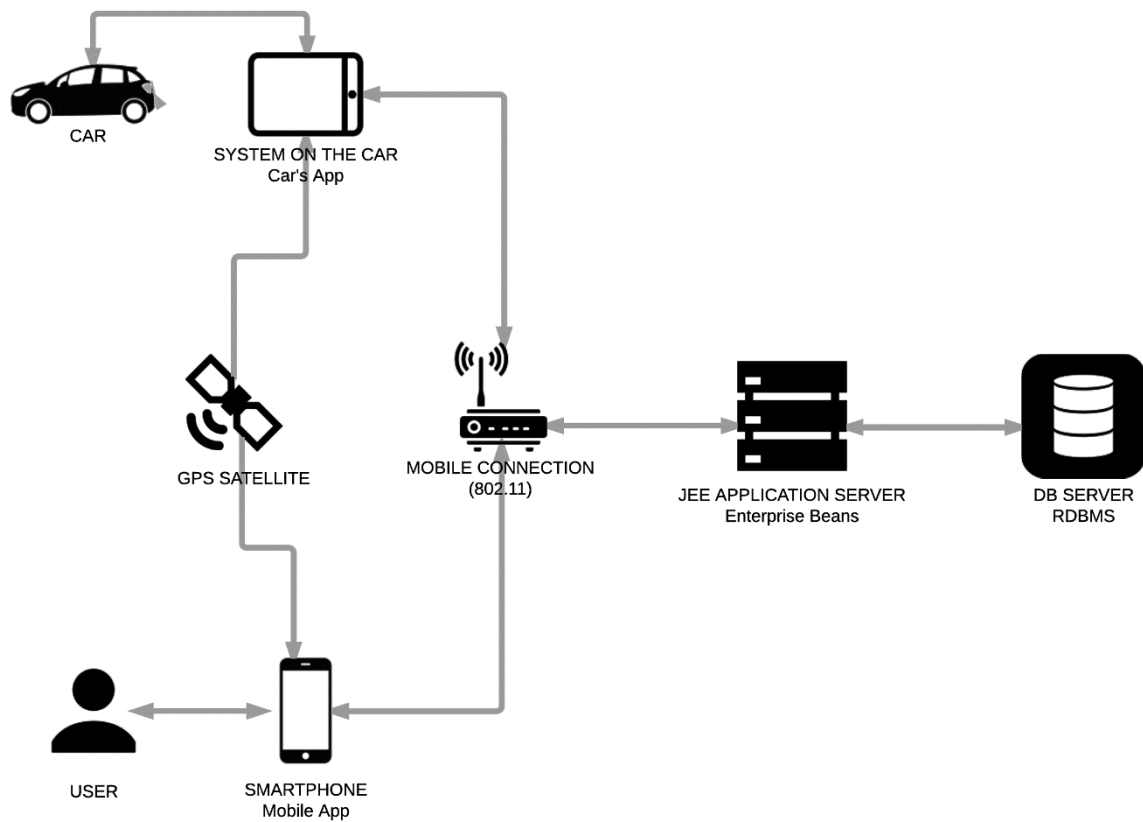 CAR
SYSTEM ON THE CAR
Car's App
GPS SATELLITE
MOBILE CONNECTION
(802.11)
JEE APPLICATION SERVER
Enterprise Beans
DB SERVER
RDBMS
USER
SMARTPHONE
Mobile App